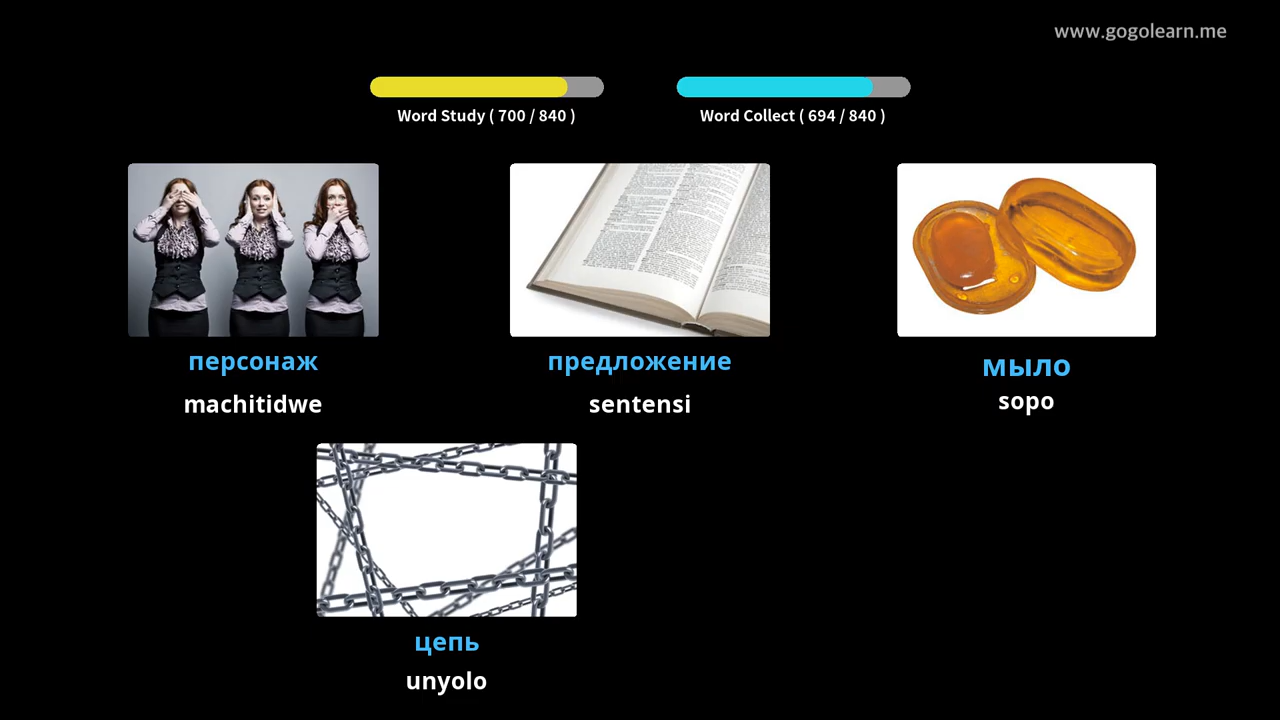 www.gogolearn.me
Word Study ( 700 / 840 )
Word Collect ( 694 / 840 )
персонаж
machitidwe
предложение
sentensi
мыло
sopo
цепь
unyolo